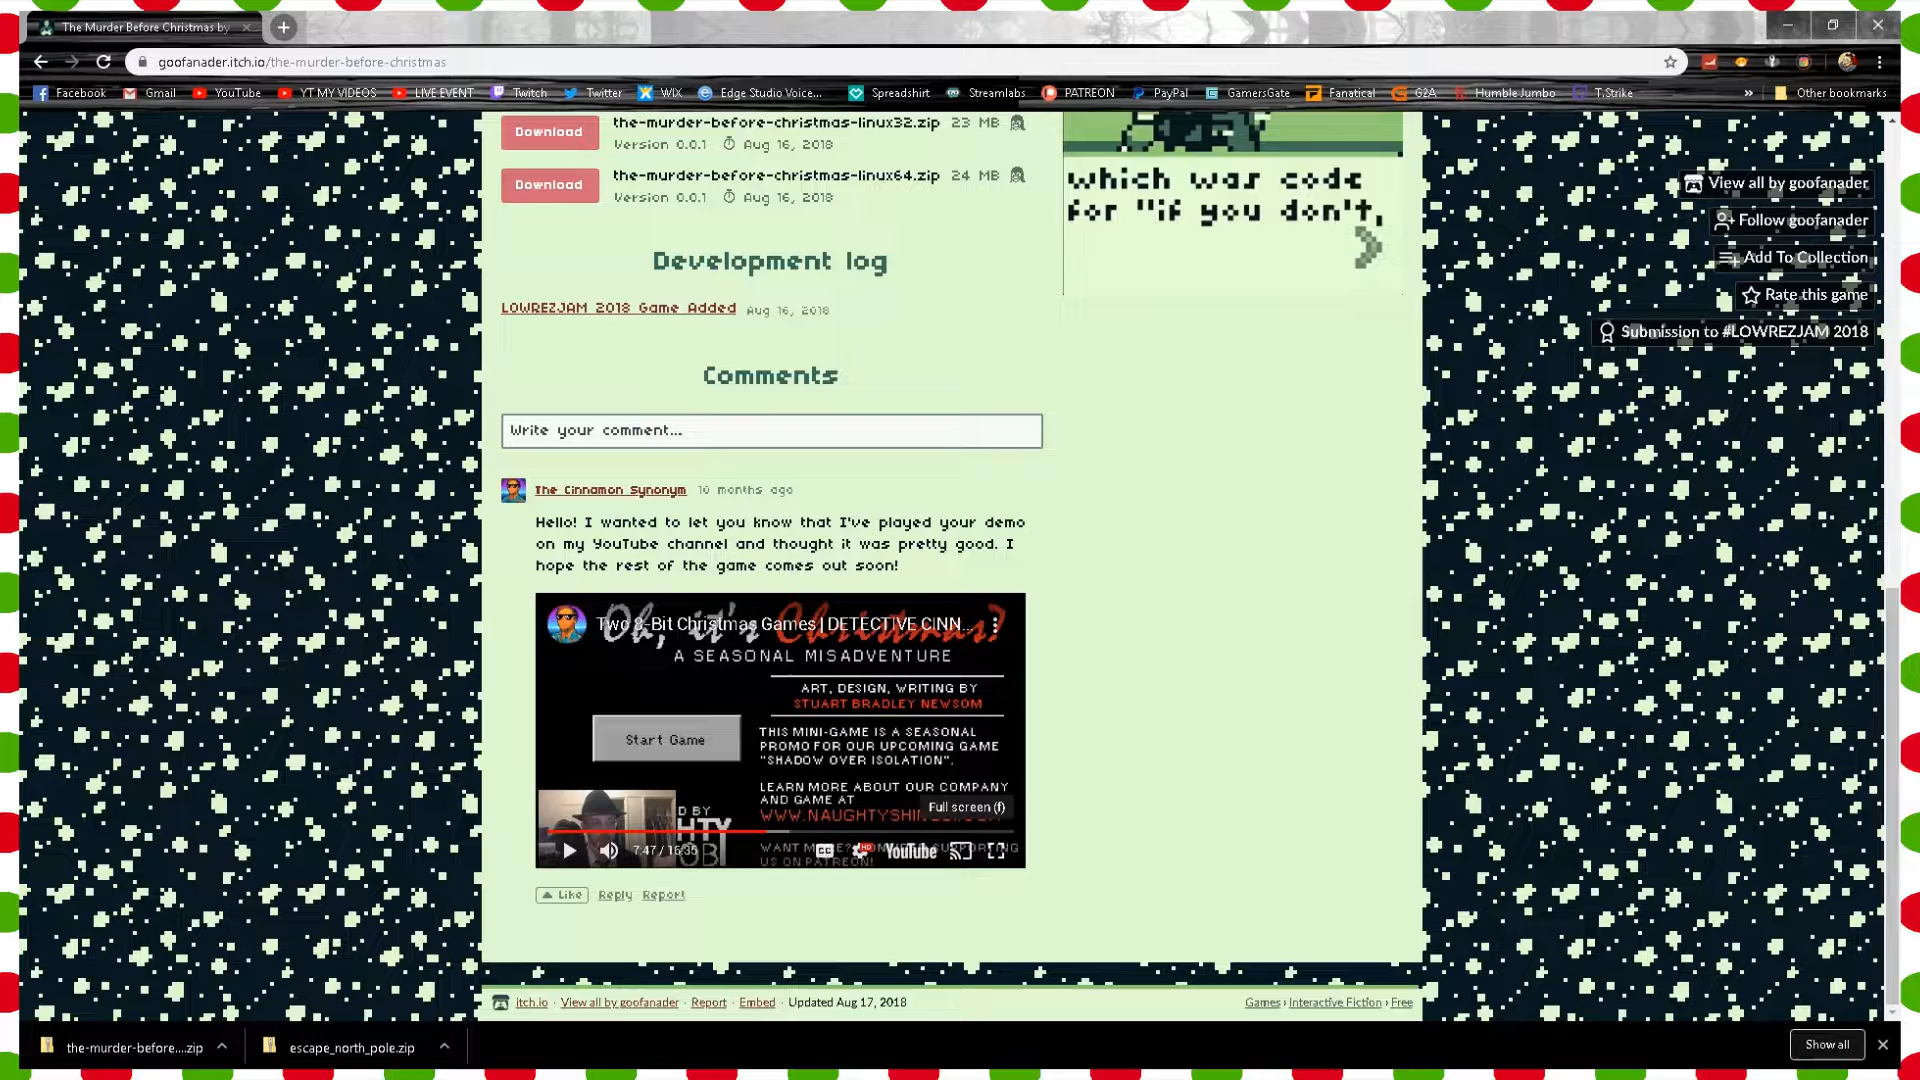 The Murder Before Christmas by
goofanader.itch.io/the-murder-before-christmas
Facebook Gmail YouTube YT MY VIDEOS LIVE EVENT Twitch Twitter WIX Edge Studio Voice... Spreadshirt Streamlabs PATREON PayPal GamersGate Fanatical G2A Humble Jumbo T.Strike » Other bookmarks
Download the-murder-before-christmas-linux32.zip 23 MB
Version 0.0.1 Aug 16, 2018
Download the-murder-before-christmas-linux64.zip 24 MB
Version 0.0.1 Aug 16, 2018
which was code
for "if you don't,
View all by goofanader
Follow goofanader
Add To Collection
Rate this game
Submission to #LOWREZJAM 2018
Development log
LOWREZJAM 2018 Game Added Aug 16, 2018
Comments
Write your comment...
The Cinnamon Synonym 10 months ago
Hello! I wanted to let you know that I've played your demo
on my YouTube channel and thought it was pretty good. I
hope the rest of the game comes out soon!
Two 8-Bit Christmas Games | DETECTIVE CINN...
Oh, it's Christmas?
A SEASONAL MISADVENTURE
ART, DESIGN, WRITING BY
STUART BRADLEY NEWSOM
Start Game
THIS MINI-GAME IS A SEASONAL
PROMO FOR OUR UPCOMING GAME
"SHADOW OVER ISOLATION".
LEARN MORE ABOUT OUR COMPANY
AND GAME AT
Full screen (f)
D BY
7:47 / 16:36
HD
YouTube
US ON PATREON!
Like Reply Report
itch.io · View all by goofanader · Report · Embed · Updated Aug 17, 2018
Games › Interactive Fiction › Free
the-murder-before....zip
escape_north_pole.zip
Show all